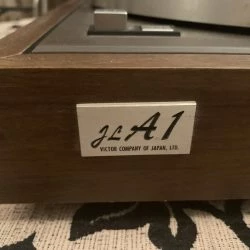 JL A1
VICTOR COMPANY OF JAPAN, LTD.